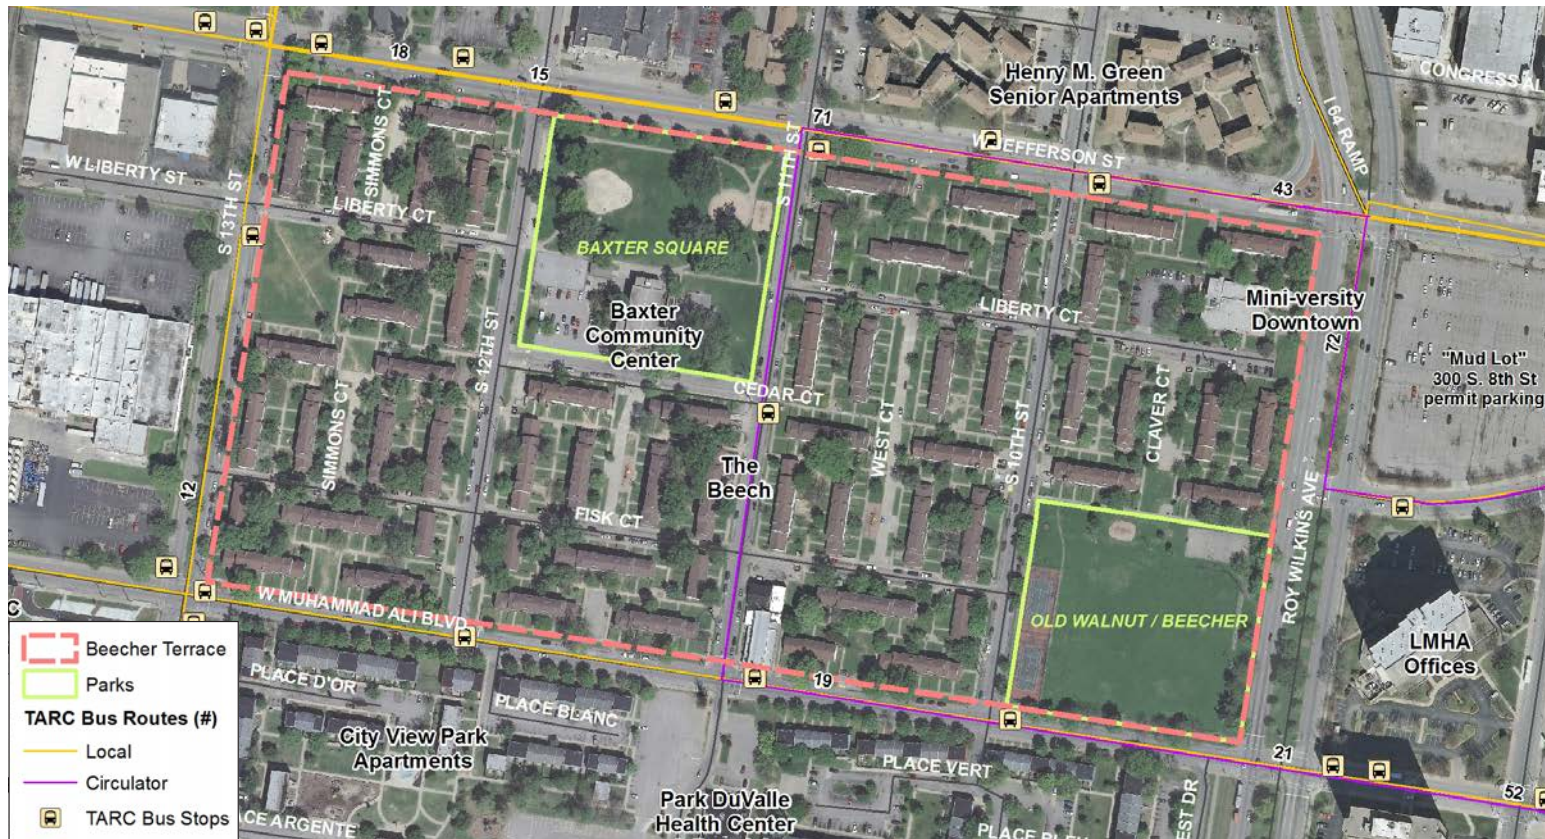 18
15
71
43
72
12
19
21
52
Henry M. Green
Senior Apartments
CONGRESS AL
I 64 RAMP
W JEFFERSON ST
W LIBERTY ST
S 13TH ST
SIMMONS CT
LIBERTY CT
S 11TH ST
BAXTER SQUARE
Baxter
Community
Center
LIBERTY CT
Mini-versity
Downtown
"Mud Lot"
300 S. 8th St
permit parking
S 12TH ST
CEDAR CT
SIMMONS CT
WEST CT
S 10TH ST
CLAVER CT
The
Beech
FISK CT
ROY WILKINS AVE
OLD WALNUT / BEECHER
LMHA
Offices
W MUHAMMAD ALI BLVD
C
Beecher Terrace
Parks
TARC Bus Routes (#)
Local
Circulator
TARC Bus Stops
PLACE D'OR
PLACE BLANC
City View Park
Apartments
PLACE VERT
Park DuValle
Health Center
ACE ARGENTE
EST DR